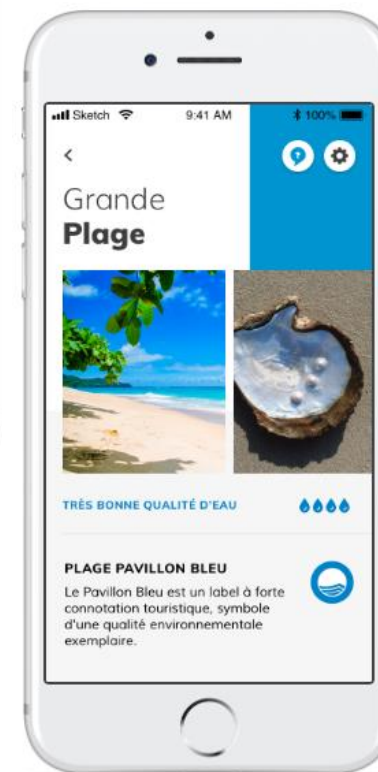 Sketch 9:41 AM 100%
Grande
Plage
TRÈS BONNE QUALITÉ D'EAU
PLAGE PAVILLON BLEU
Le Pavillon Bleu est un label à forte
connotation touristique, symbole
d'une qualité environnementale
exemplaire.